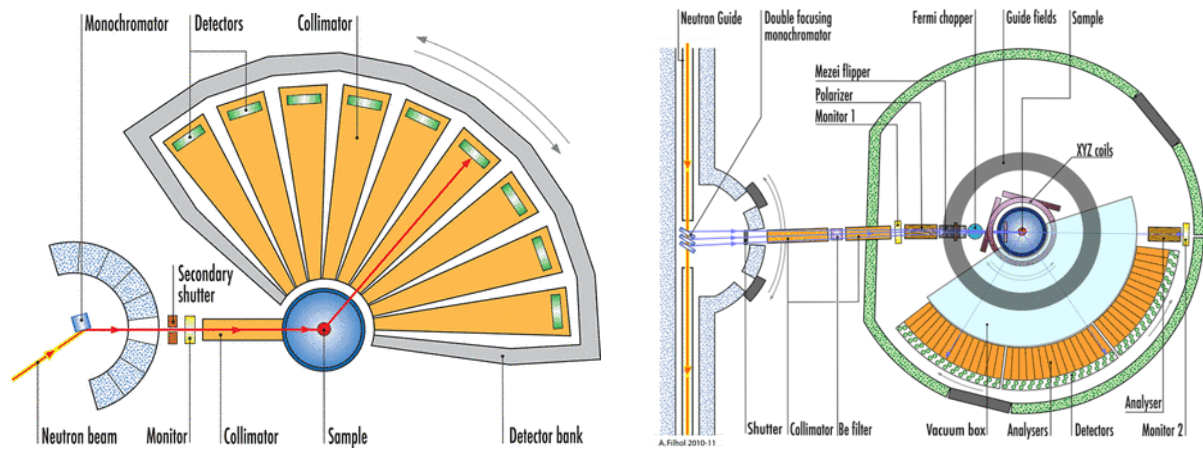 Monochromator
Detectors
Collimator
Secondary
shutter
Neutron beam
Monitor
Collimator
Sample
Detector bank
Neutron Guide
Double focusing
monochromator
Fermi chopper
Guide fields
Sample
Mezei flipper
Polarizer
Monitor 1
XYZ coils
Analyser
Shutter
Collimator
Be filter
Vacuum box
Analysers
Detectors
Monitor 2
A.Filhol 2010-11